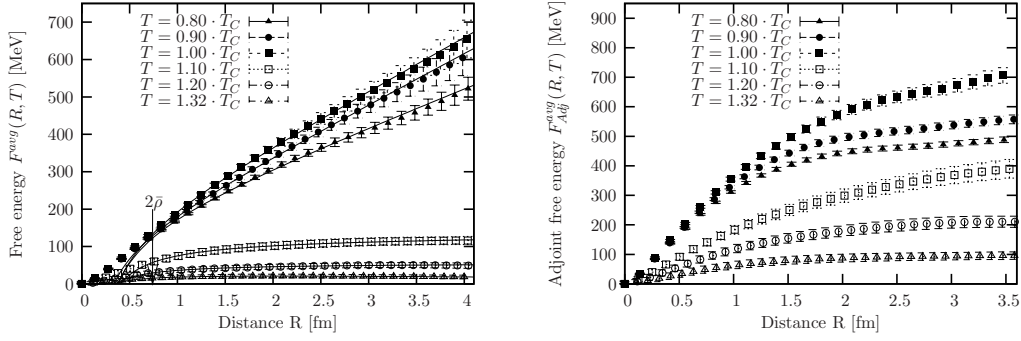 Free energy F^{avg}(R, T) [MeV]
700
600
500
400
300
200
100
0
T = 0.80 · T_C
T = 0.90 · T_C
T = 1.00 · T_C
T = 1.10 · T_C
T = 1.20 · T_C
T = 1.32 · T_C
2ρ̄
0 0.5 1 1.5 2 2.5 3 3.5 4
Distance R [fm]
Adjoint free energy F^{avg}_{Adj}(R, T) [MeV]
900
800
700
600
500
400
300
200
100
0
T = 0.80 · T_C
T = 0.90 · T_C
T = 1.00 · T_C
T = 1.10 · T_C
T = 1.20 · T_C
T = 1.32 · T_C
0 0.5 1 1.5 2 2.5 3 3.5
Distance R [fm]